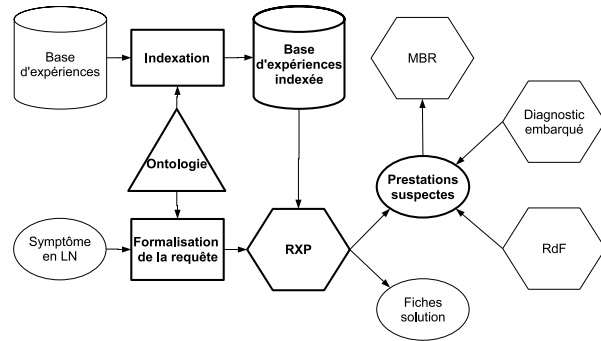 Base
d'expériences
Indexation
Base
d'expériences
indexée
MBR
Diagnostic
embarqué
Ontologie
Prestations
suspectes
Symptôme
en LN
Formalisation
de la requête
RXP
RdF
Fiches
solution